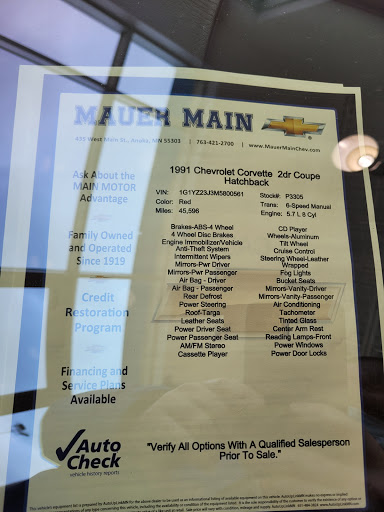 MAUER MAIN
435 West Main St., Anoka, MN 55303 | 763-421-2700 | www.MauerMainChev.com
Ask About the
MAIN MOTOR
Advantage
Family Owned
and Operated
Since 1919
Credit
Restoration
Program
Financing and
Service Plans
Available
1991 Chevrolet Corvette 2dr Coupe
Hatchback
VIN: 1G1YZ23J3M5800561 Stock#: P3305
Color: Red Trans: 6-Speed Manual
Miles: 45,596 Engine: 5.7 L 8 Cyl
Brakes-ABS-4 Wheel
4 Wheel Disc Brakes
Engine Immobilizer/Vehicle
Anti-Theft System
Intermittent Wipers
Mirrors-Pwr Driver
Mirrors-Pwr Passenger
Air Bag - Driver
Air Bag - Passenger
Rear Defrost
Power Steering
Roof-Targa
Leather Seats
Power Driver Seat
Power Passenger Seat
AM/FM Stereo
Cassette Player
CD Player
Wheels-Aluminum
Tilt Wheel
Cruise Control
Steering Wheel-Leather
Wrapped
Fog Lights
Bucket Seats
Vanity-Mirror-Driver
Mirrors-Vanity-Passenger
Air Conditioning
Tachometer
Tinted Glass
Center Arm Rest
Reading Lamps-Front
Power Windows
Power Door Locks
Auto
Check
vehicle history reports
"Verify All Options With A Qualified Salesperson
Prior To Sale."